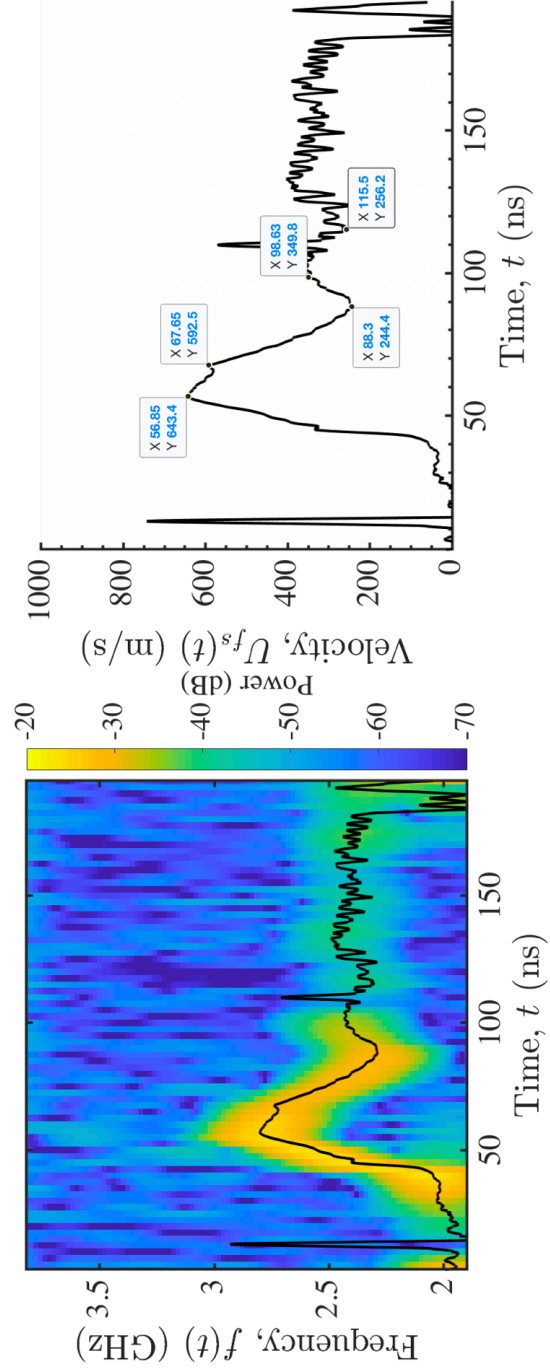 Frequency, f(t) (GHz)
3.5
3
2.5
2
50
100
150
Time, t (ns)
Power (dB)
-20
-30
-40
-50
-60
-70
Velocity, U_fs(t) (m/s)
1000
800
600
400
200
0
X 56.85
Y 643.4
X 67.65
Y 592.5
X 88.3
Y 244.4
X 98.63
Y 349.8
X 115.5
Y 256.2
50
100
150
Time, t (ns)